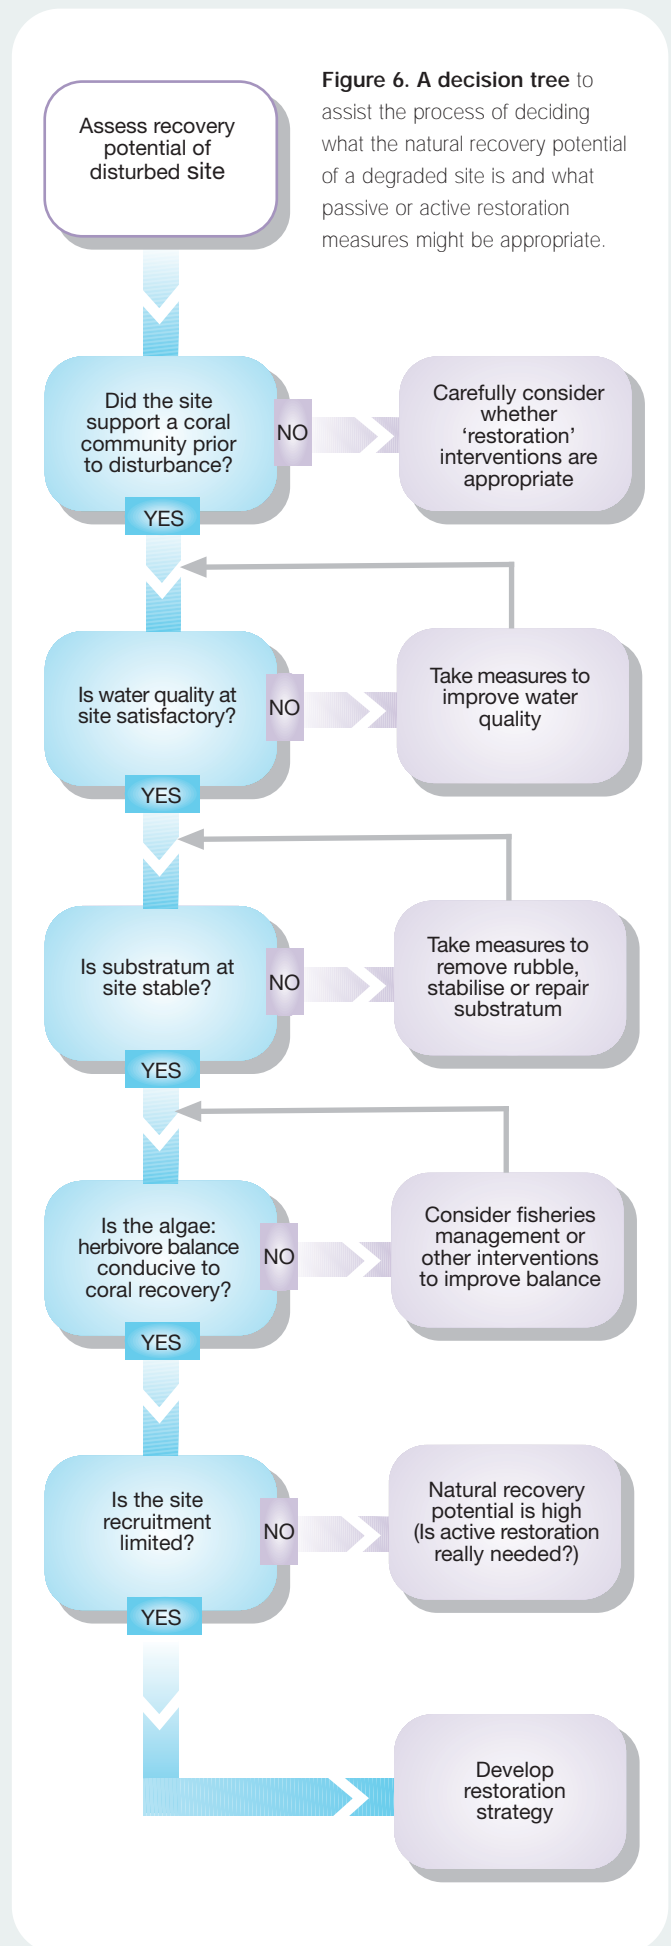 Figure 6. A decision tree to
assist the process of deciding
what the natural recovery potential
of a degraded site is and what
passive or active restoration
measures might be appropriate.
Assess recovery
potential of
disturbed site
Did the site
support a coral
community prior
to disturbance?
NO
Carefully consider
whether
‘restoration’
interventions are
appropriate
YES
Is water quality at
site satisfactory?
NO
Take measures to
improve water
quality
YES
Is substratum at
site stable?
NO
Take measures to
remove rubble,
stabilise or repair
substratum
YES
Is the algae:
herbivore balance
conducive to
coral recovery?
NO
Consider fisheries
management or
other interventions
to improve balance
YES
Is the site
recruitment
limited?
NO
Natural recovery
potential is high
(Is active restoration
really needed?)
YES
Develop
restoration
strategy